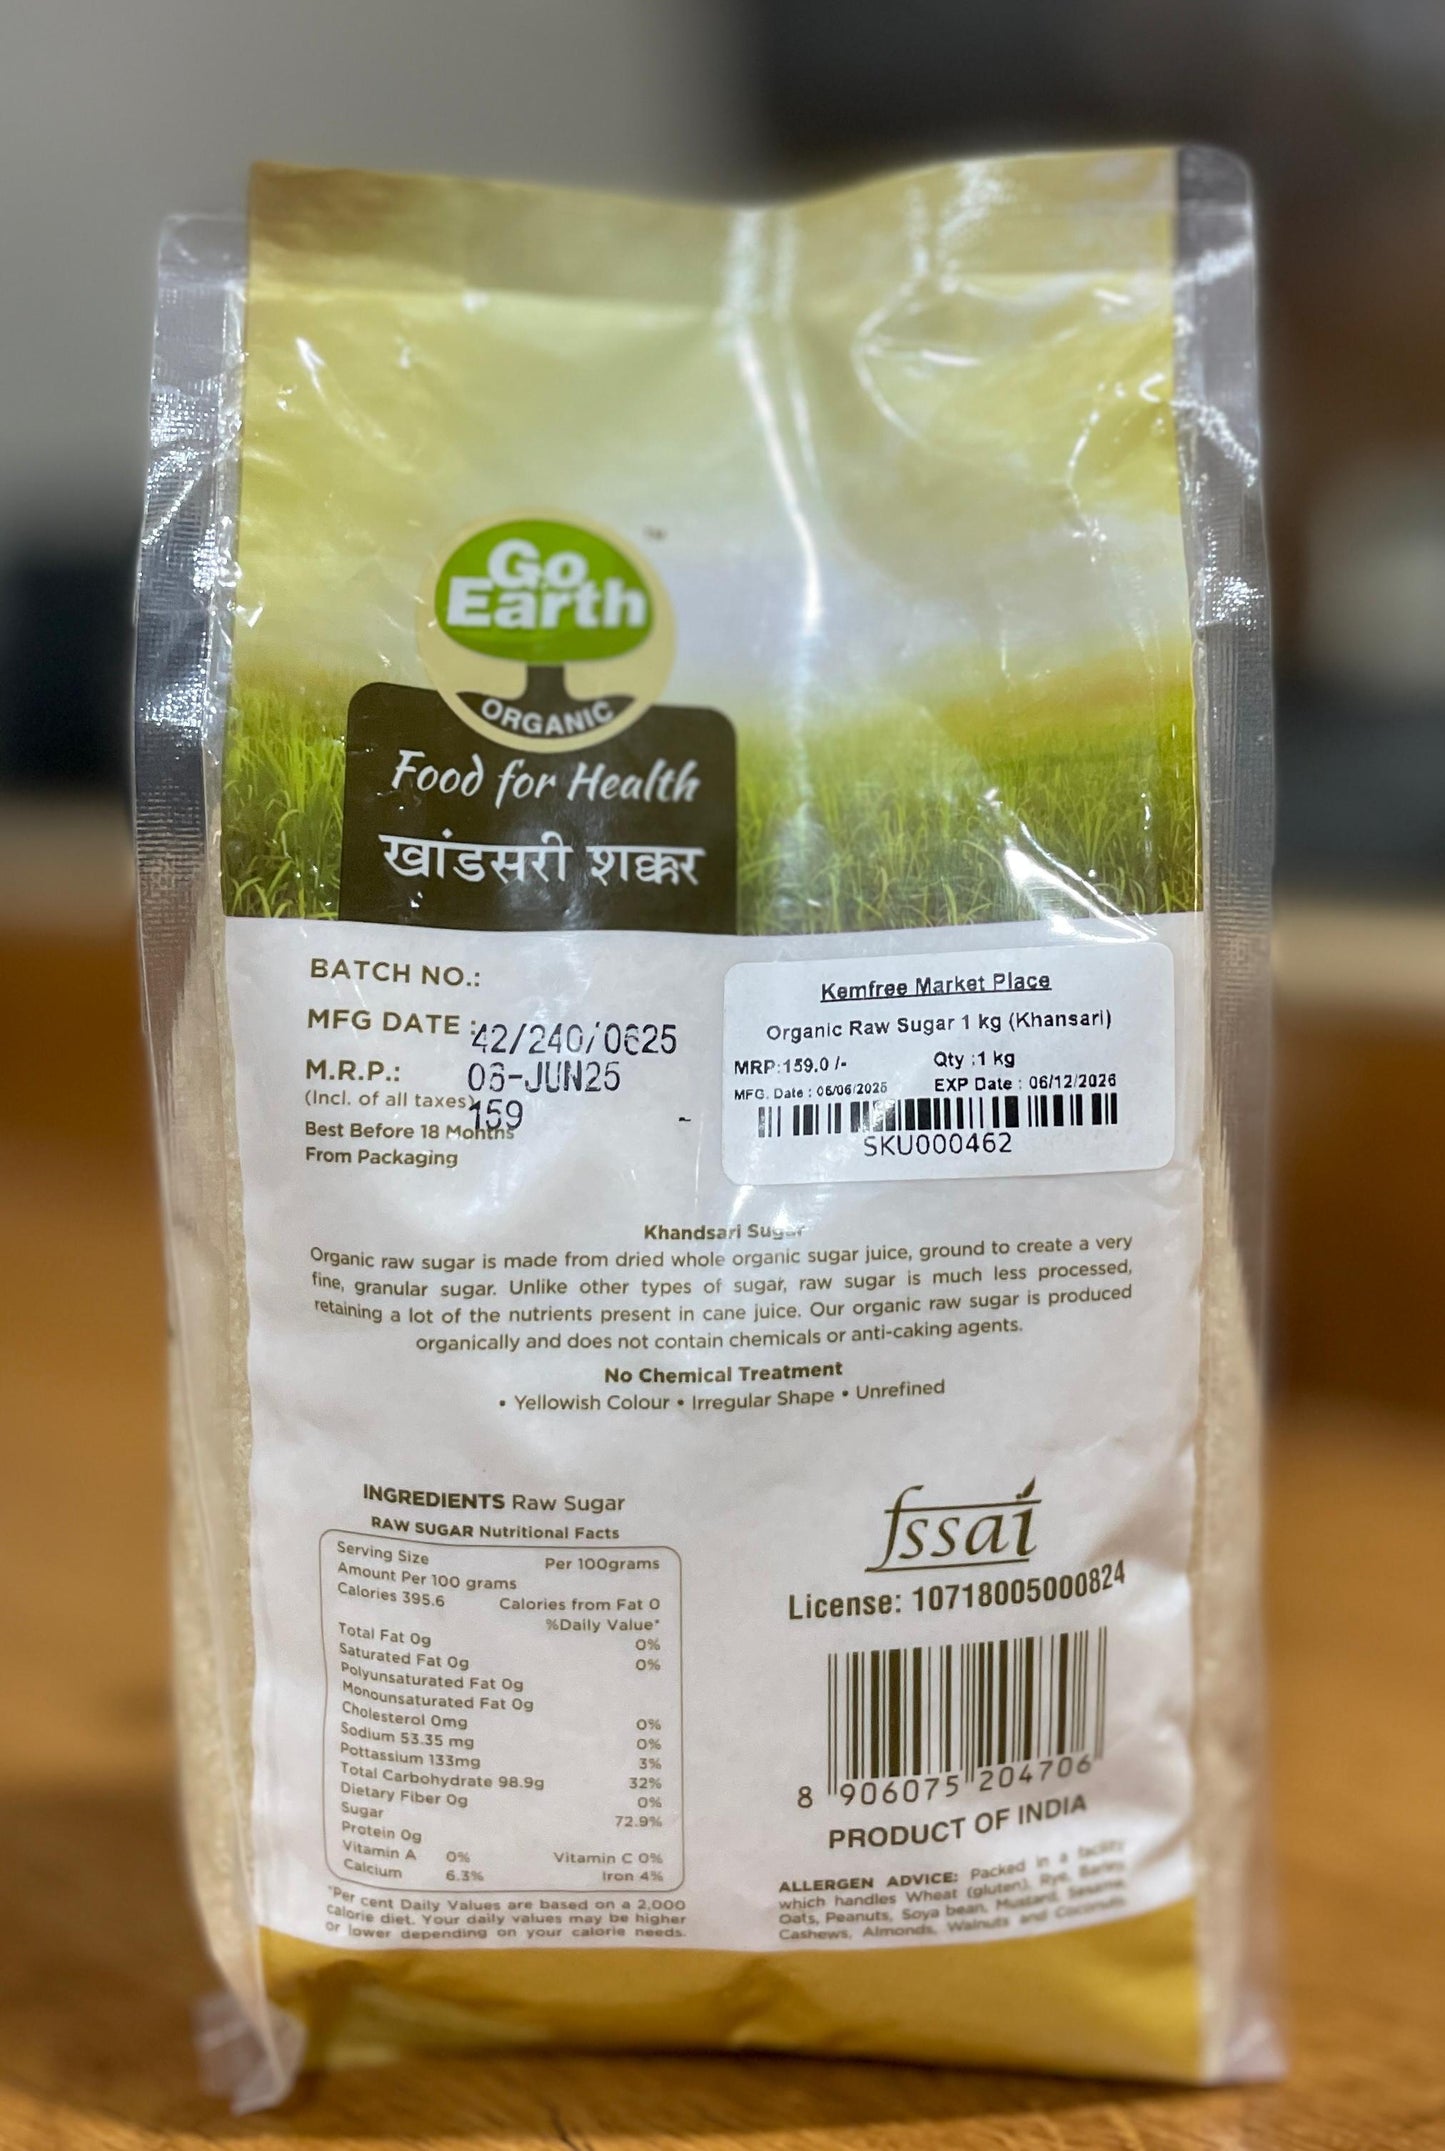 Go
Earth
ORGANIC
Food for Health
खांडसरी शक्कर
BATCH NO.:
MFG DATE :
42/240/0625
M.R.P.:
06-JUN25
(Incl. of all taxes)
159
Best Before 18 Months
From Packaging
Kemfree Market Place
Organic Raw Sugar 1 kg (Khansari)
MRP:159.0 /- Qty :1 kg
MFG. Date : 06/06/2025 EXP Date : 06/12/2026
SKU000462
Khandsari Sugar
Organic raw sugar is made from dried whole organic sugar juice, ground to create a very
fine, granular sugar. Unlike other types of sugar, raw sugar is much less processed,
retaining a lot of the nutrients present in cane juice. Our organic raw sugar is produced
organically and does not contain chemicals or anti-caking agents.
No Chemical Treatment
• Yellowish Colour • Irregular Shape • Unrefined
INGREDIENTS Raw Sugar
RAW SUGAR Nutritional Facts
Serving Size Per 100grams
Amount Per 100 grams
Calories 395.6 Calories from Fat 0
%Daily Value*
Total Fat 0g 0%
Saturated Fat 0g 0%
Polyunsaturated Fat 0g
Monounsaturated Fat 0g
Cholesterol 0mg 0%
Sodium 53.35 mg 0%
Pottassium 133mg 3%
Total Carbohydrate 98.9g 32%
Dietary Fiber 0g 0%
Sugar 72.9%
Protein 0g
Vitamin A 0% Vitamin C 0%
Calcium 6.3% Iron 4%
*Per cent Daily Values are based on a 2,000
calorie diet. Your daily values may be higher
or lower depending on your calorie needs.
fssai
License: 10718005000824
8 906075 204706
PRODUCT OF INDIA
ALLERGEN ADVICE: Packed in a facility
which handles Wheat (gluten), Rye, Barley,
Oats, Peanuts, Soya bean, Mustard, Sesame,
Cashews, Almonds, Walnuts and Coconuts.